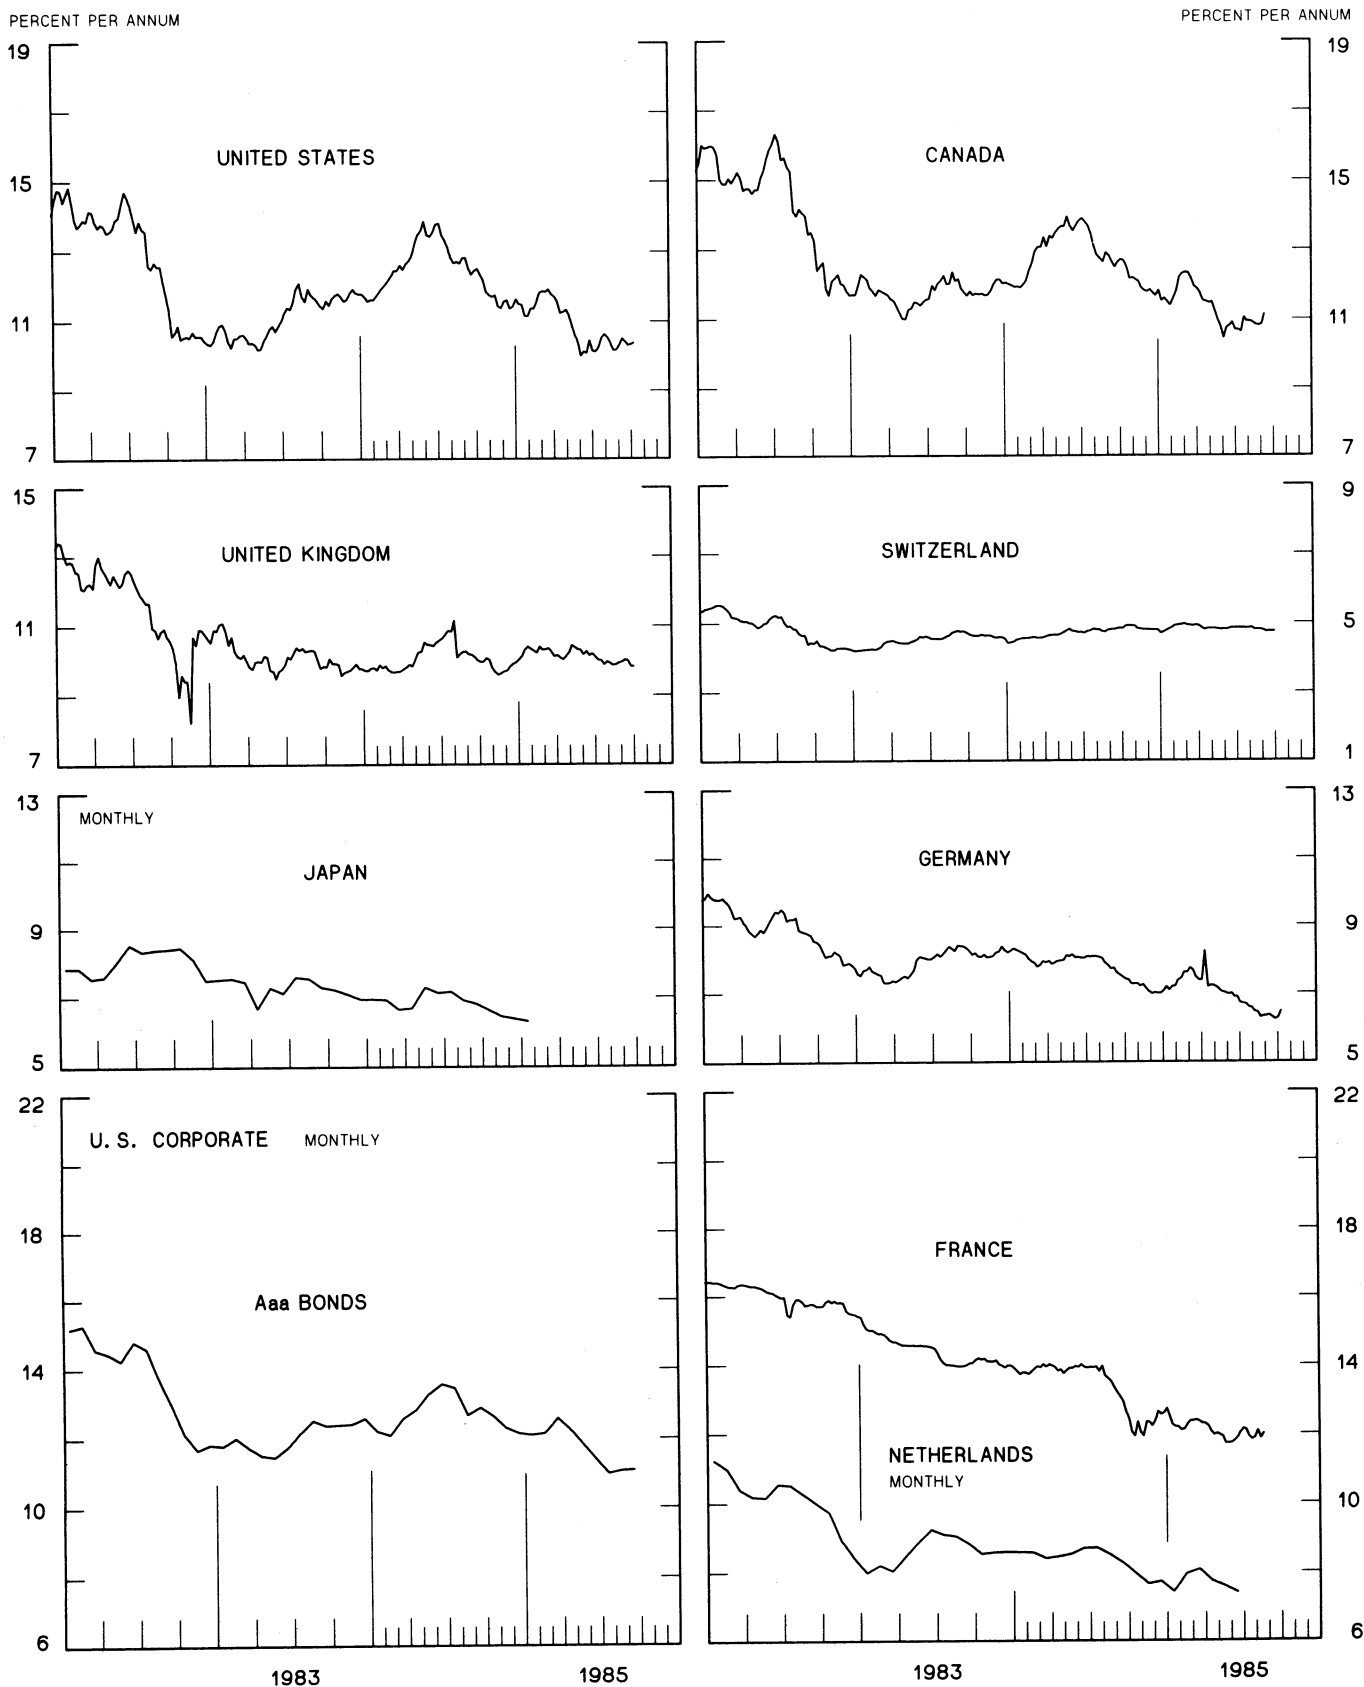 PERCENT PER ANNUM
PERCENT PER ANNUM
19
19
UNITED STATES
CANADA
15
15
11
11
7
7
15
9
UNITED KINGDOM
SWITZERLAND
11
5
7
1
13
13
MONTHLY
JAPAN
GERMANY
9
9
5
5
22
22
U. S. CORPORATE MONTHLY
18
18
FRANCE
Aaa BONDS
14
14
NETHERLANDS
MONTHLY
10
10
6
6
1983
1985
1983
1985